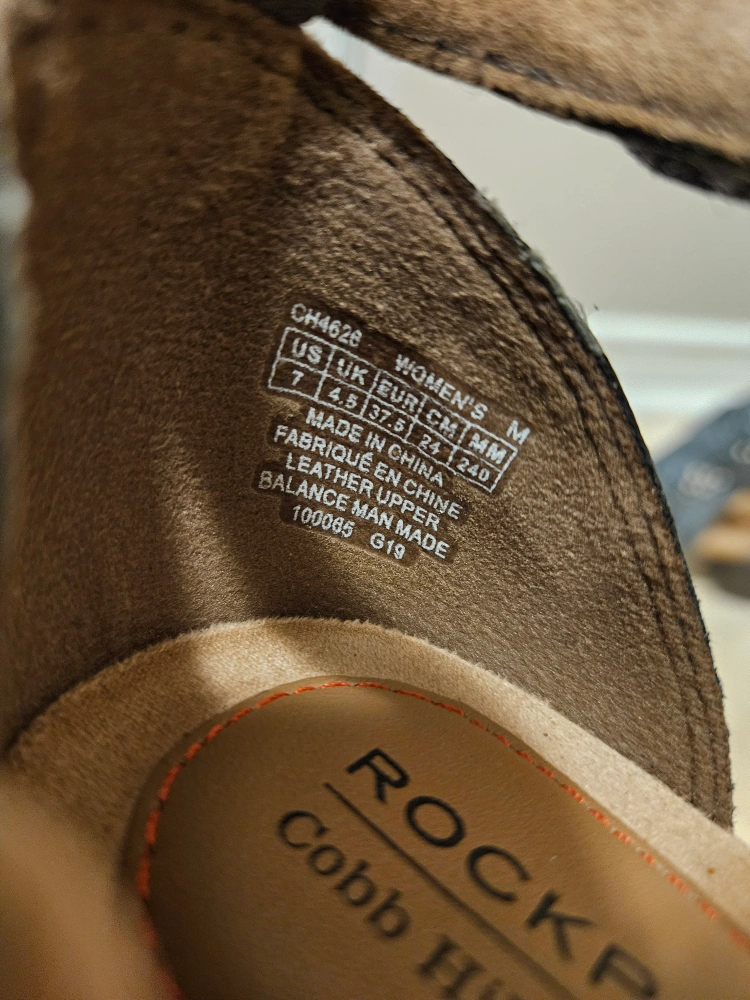 CH4626 WOMEN'S M
US UK EUR CM MM
7 4.5 37.5 24 240
MADE IN CHINA
FABRIQUÉ EN CHINE
LEATHER UPPER
BALANCE MAN MADE
100065 G19
ROCKP
Cobb Hi